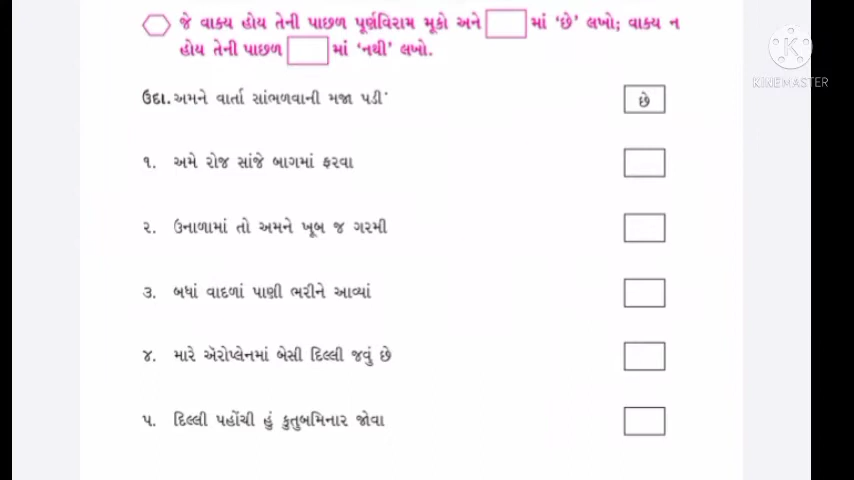 જે વાક્ય હોય તેની પાછળ પૂર્ણવિરામ મૂકો અને માં ‘છે’ લખો; વાક્ય ન
હોય તેની પાછળ માં ‘નથી’ લખો.
KINEMASTER
ઉદા. અમને વાર્તા સાંભળવાની મજા પડી. છે
૧. અમે રોજ સાંજે બાગમાં ફરવા
૨. ઉનાળામાં તો અમને ખૂબ જ ગરમી
૩. બધાં વાદળાં પાણી ભરીને આવ્યાં
૪. મારે ઍરોપ્લેનમાં બેસી દિલ્લી જવું છે
૫. દિલ્લી પહોંચી હું કુતુબમિનાર જોવા